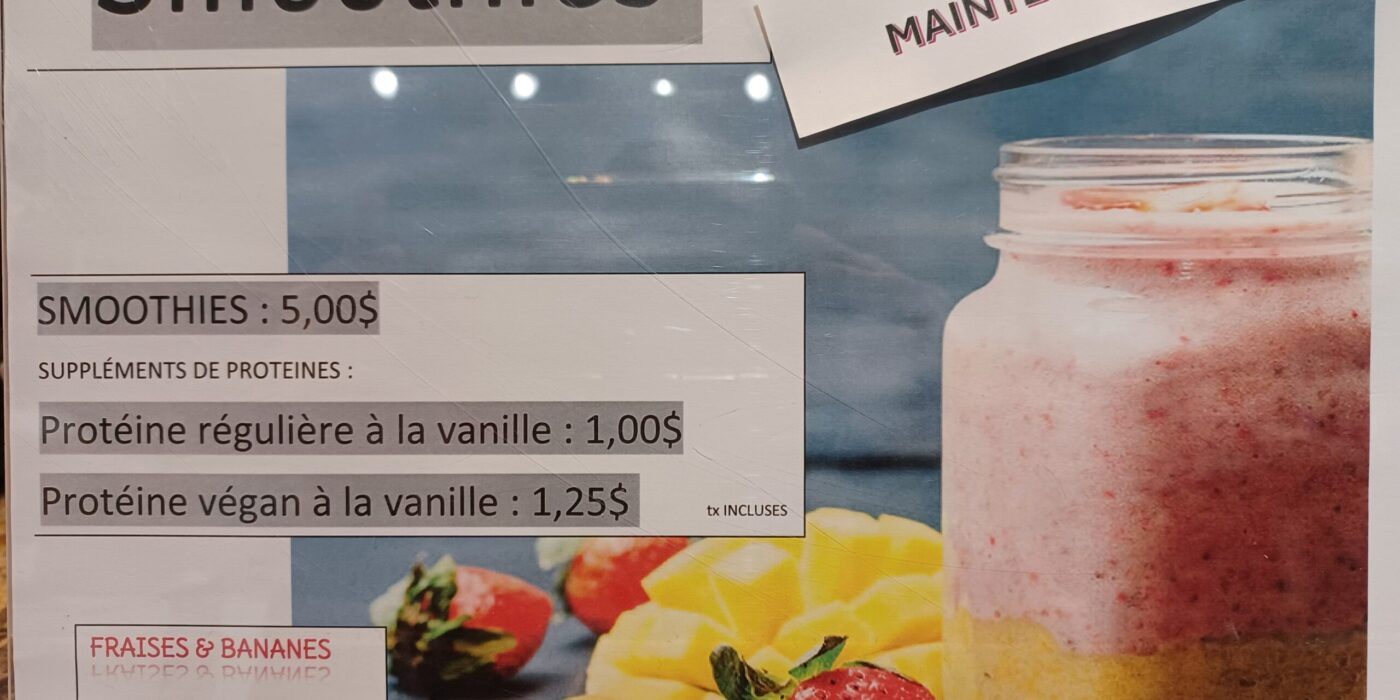 Smoothies
SMOOTHIES : 5,00$
SUPPLÉMENTS DE PROTEINES :
Protéine régulière à la vanille : 1,00$
Protéine végan à la vanille : 1,25$
tx INCLUSES
FRAISES & BANANES